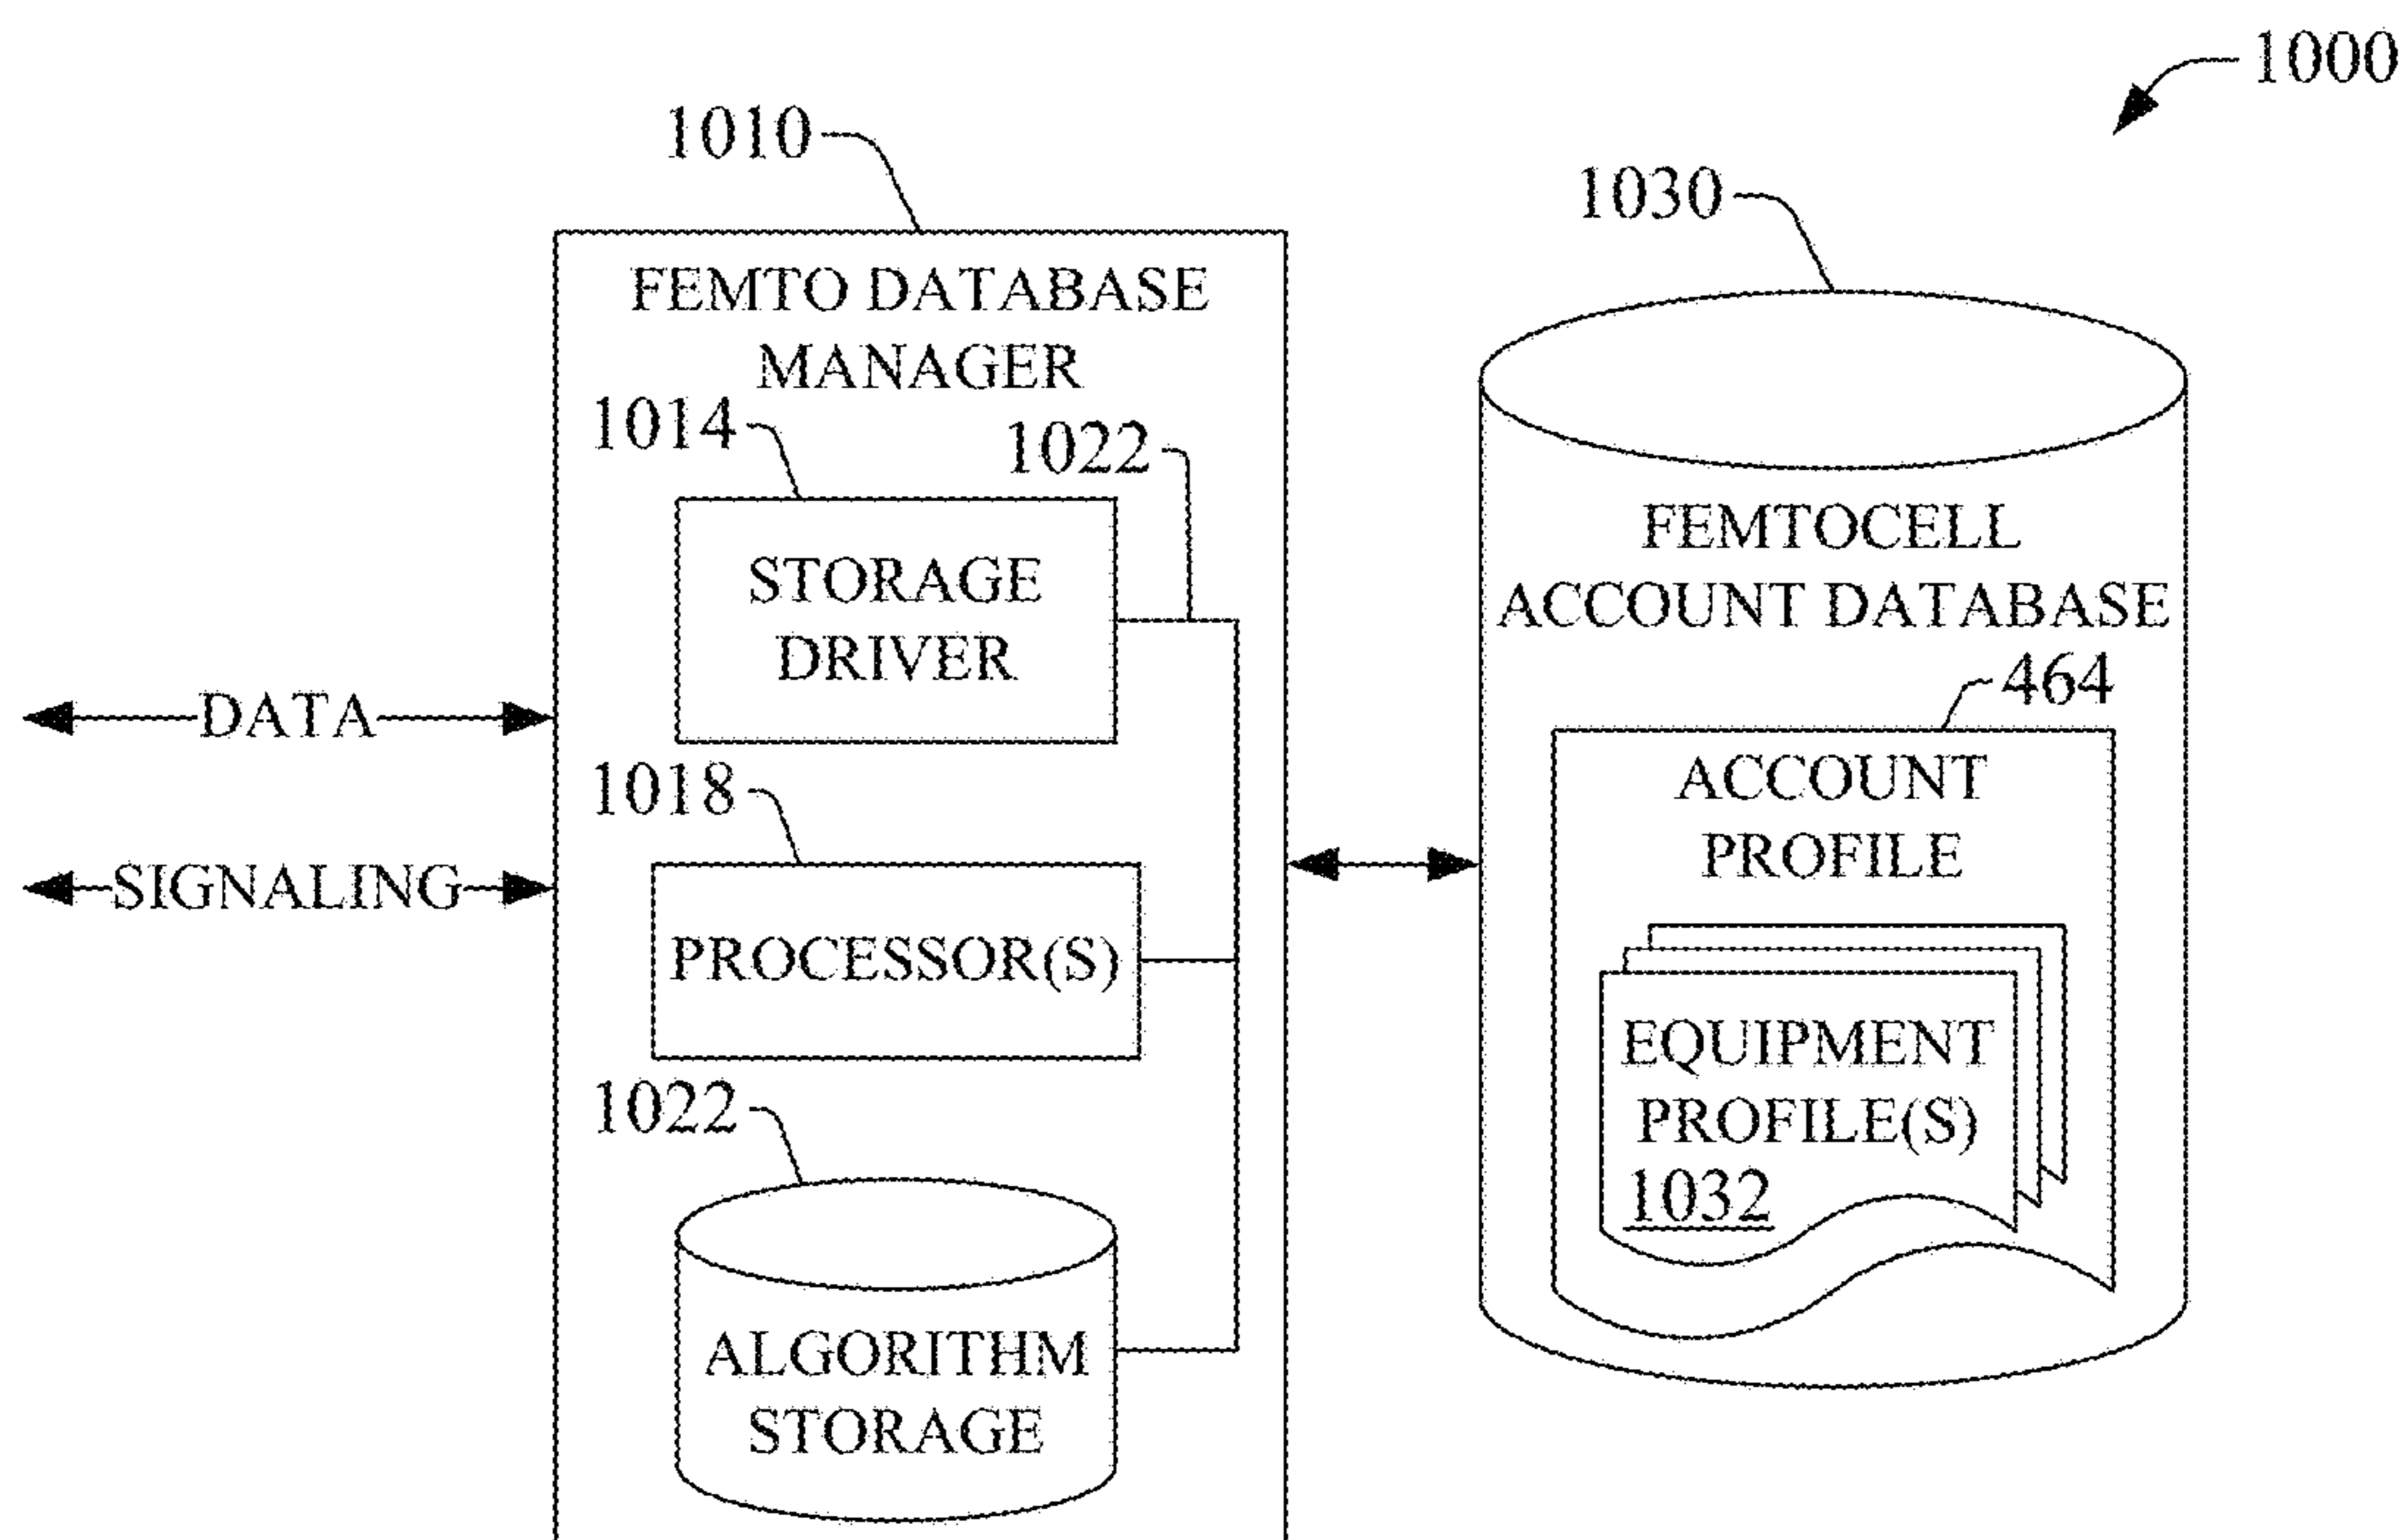 1000
1010
1030
FEMTO DATABASE
MANAGER
1014
1022
STORAGE
DRIVER
DATA
1018
SIGNALING
PROCESSOR(S)
1022
ALGORITHM
STORAGE
FEMTOCELL
ACCOUNT DATABASE
464
ACCOUNT
PROFILE
EQUIPMENT
PROFILE(S)
1032